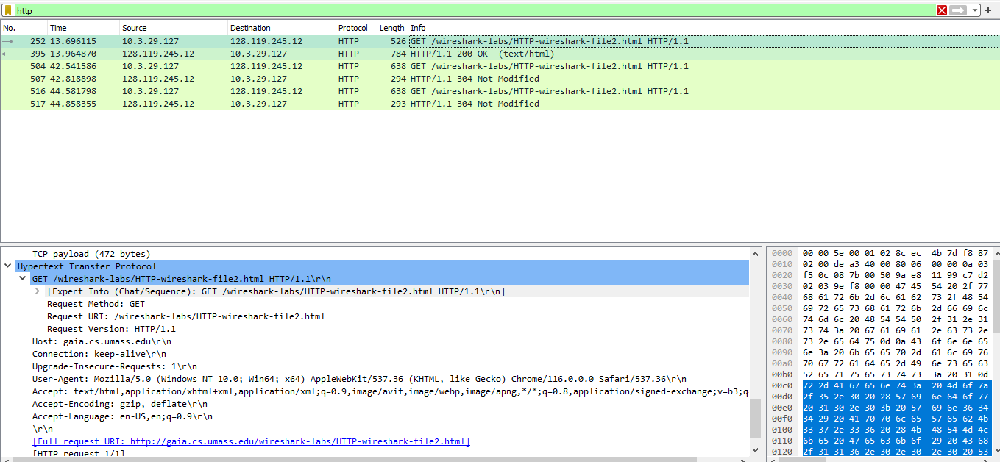 http
+
No. Time Source Destination Protocol Length Info
252 13.696115 10.3.29.127 128.119.245.12 HTTP 526 GET /wireshark-labs/HTTP-wireshark-file2.html HTTP/1.1
395 13.964870 128.119.245.12 10.3.29.127 HTTP 784 HTTP/1.1 200 OK (text/html)
504 42.541586 10.3.29.127 128.119.245.12 HTTP 638 GET /wireshark-labs/HTTP-wireshark-file2.html HTTP/1.1
507 42.818898 128.119.245.12 10.3.29.127 HTTP 294 HTTP/1.1 304 Not Modified
516 44.581798 10.3.29.127 128.119.245.12 HTTP 638 GET /wireshark-labs/HTTP-wireshark-file2.html HTTP/1.1
517 44.858355 128.119.245.12 10.3.29.127 HTTP 293 HTTP/1.1 304 Not Modified
TCP payload (472 bytes)
Hypertext Transfer Protocol
GET /wireshark-labs/HTTP-wireshark-file2.html HTTP/1.1\r\n
[Expert Info (Chat/Sequence): GET /wireshark-labs/HTTP-wireshark-file2.html HTTP/1.1\r\n]
Request Method: GET
Request URI: /wireshark-labs/HTTP-wireshark-file2.html
Request Version: HTTP/1.1
Host: gaia.cs.umass.edu\r\n
Connection: keep-alive\r\n
Upgrade-Insecure-Requests: 1\r\n
User-Agent: Mozilla/5.0 (Windows NT 10.0; Win64; x64) AppleWebKit/537.36 (KHTML, like Gecko) Chrome/116.0.0.0 Safari/537.36\r\n
Accept: text/html,application/xhtml+xml,application/xml;q=0.9,image/avif,image/webp,image/apng,*/*;q=0.8,application/signed-exchange;v=b3;q
Accept-Encoding: gzip, deflate\r\n
Accept-Language: en-US,en;q=0.9\r\n
\r\n
[Full request URI: http://gaia.cs.umass.edu/wireshark-labs/HTTP-wireshark-file2.html]
[HTTP request 1/1]
0000 00 00 5e 00 01 02 8c ec 4b 7d f8 87
0010 02 00 de a3 40 00 80 06 00 00 0a 03
0020 f5 0c 08 7b 00 50 9a e8 11 99 c7 d2
0030 02 03 9e f8 00 00 47 45 54 20 2f 77
0040 68 61 72 6b 2d 6c 61 62 73 2f 48 54
0050 69 72 65 73 68 61 72 6b 2d 66 69 6c
0060 74 6d 6c 20 48 54 54 50 2f 31 2e 31
0070 73 74 3a 20 67 61 69 61 2e 63 73 2e
0080 73 2e 65 64 75 0d 0a 43 6f 6e 6e 65
0090 6e 3a 20 6b 65 65 70 2d 61 6c 69 76
00a0 70 67 72 61 64 65 2d 49 6e 73 65 63
00b0 52 65 71 75 65 73 74 73 3a 20 31 0d
00c0 72 2d 41 67 65 6e 74 3a 20 4d 6f 7a
00d0 2f 35 2e 30 20 28 57 69 6e 64 6f 77
00e0 20 31 30 2e 30 3b 20 57 69 6e 36 34
00f0 34 29 20 41 70 70 6c 65 57 65 62 4b
0100 33 37 2e 33 36 20 28 4b 48 54 4d 4c
0110 6b 65 20 47 65 63 6b 6f 29 20 43 68
0120 2f 31 31 36 2e 30 2e 30 2e 30 20 53